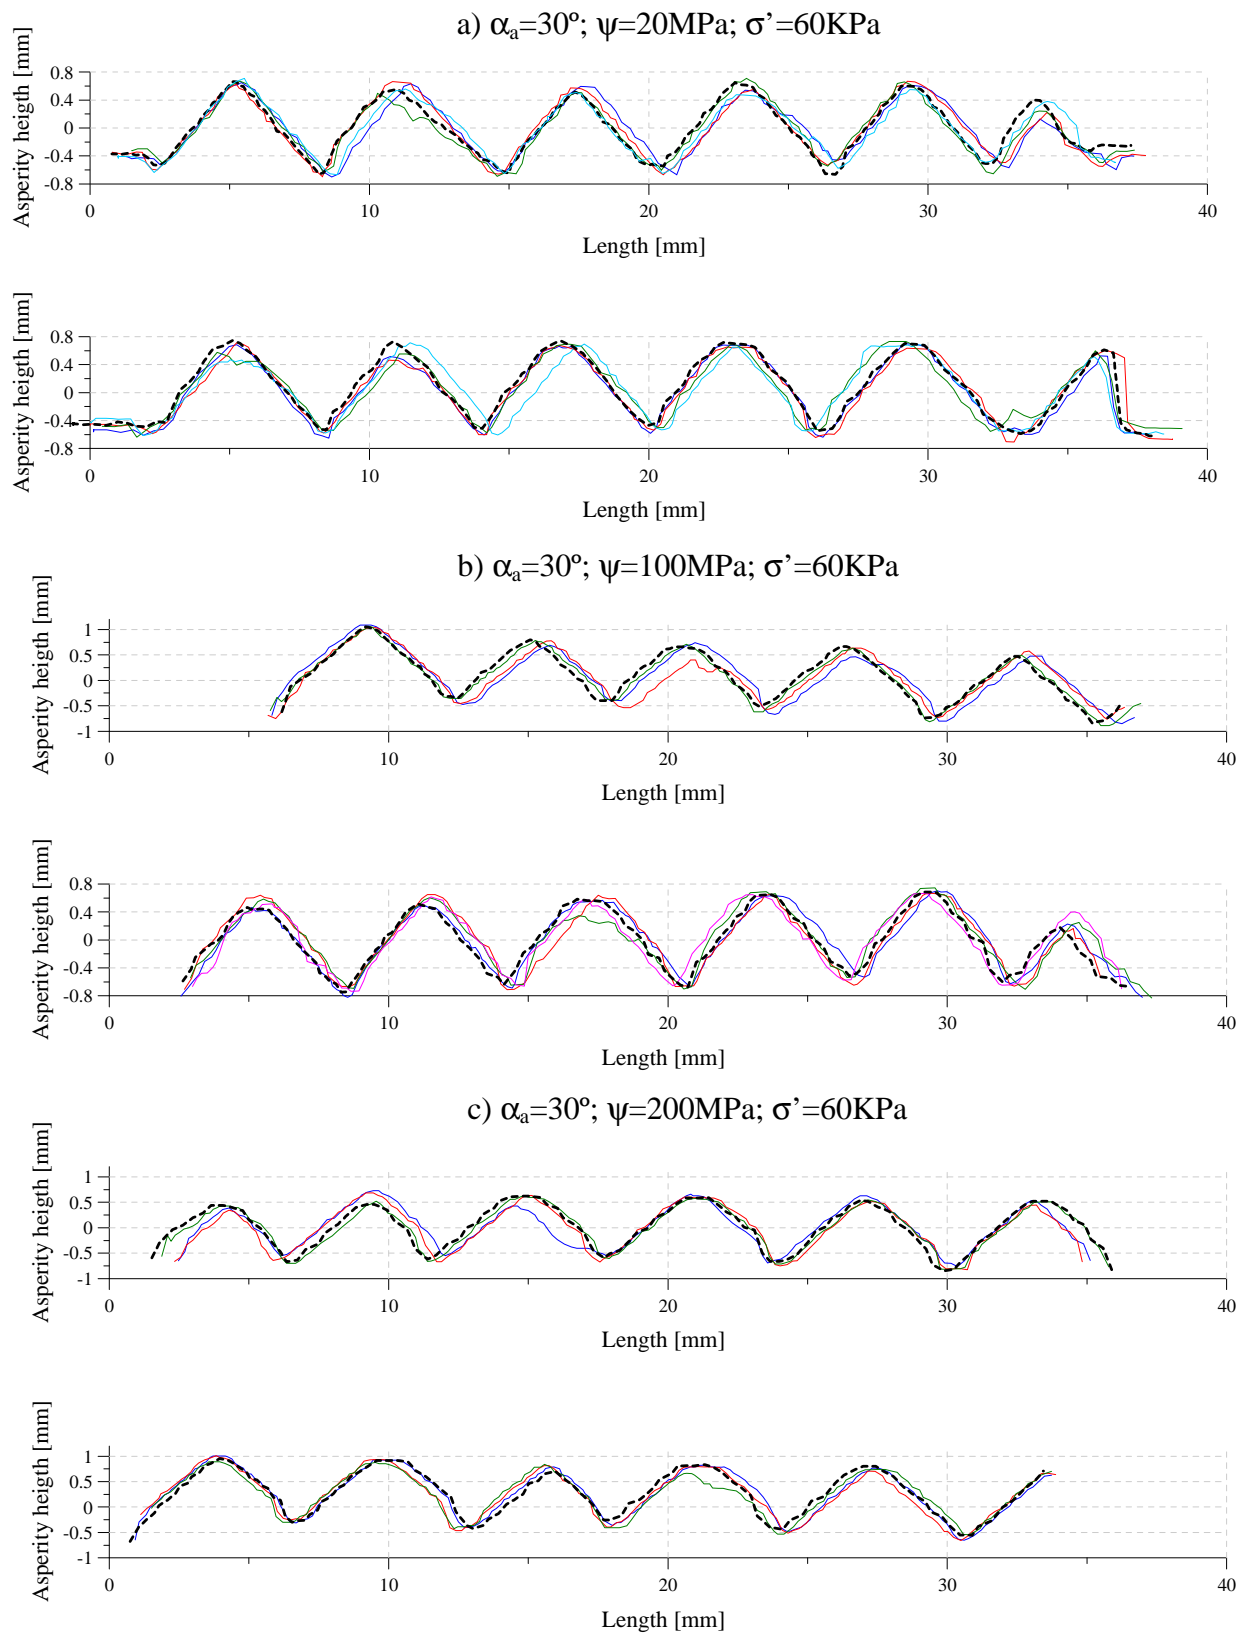 a) αₐ=30º; ψ=20MPa; σ’=60KPa
Asperity heigth [mm]
0.8
0.4
0
-0.4
-0.8
0 10 20 30 40
Length [mm]
Asperity heigth [mm]
0.8
0.4
0
-0.4
-0.8
0 10 20 30 40
Length [mm]
b) αₐ=30º; ψ=100MPa; σ’=60KPa
Asperity heigth [mm]
1
0.5
0
-0.5
-1
0 10 20 30 40
Length [mm]
Asperity heigth [mm]
0.8
0.4
0
-0.4
-0.8
0 10 20 30 40
Length [mm]
c) αₐ=30º; ψ=200MPa; σ’=60KPa
Asperity heigth [mm]
1
0.5
0
-0.5
-1
0 10 20 30 40
Length [mm]
Asperity heigth [mm]
1
0.5
0
-0.5
-1
0 10 20 30 40
Length [mm]